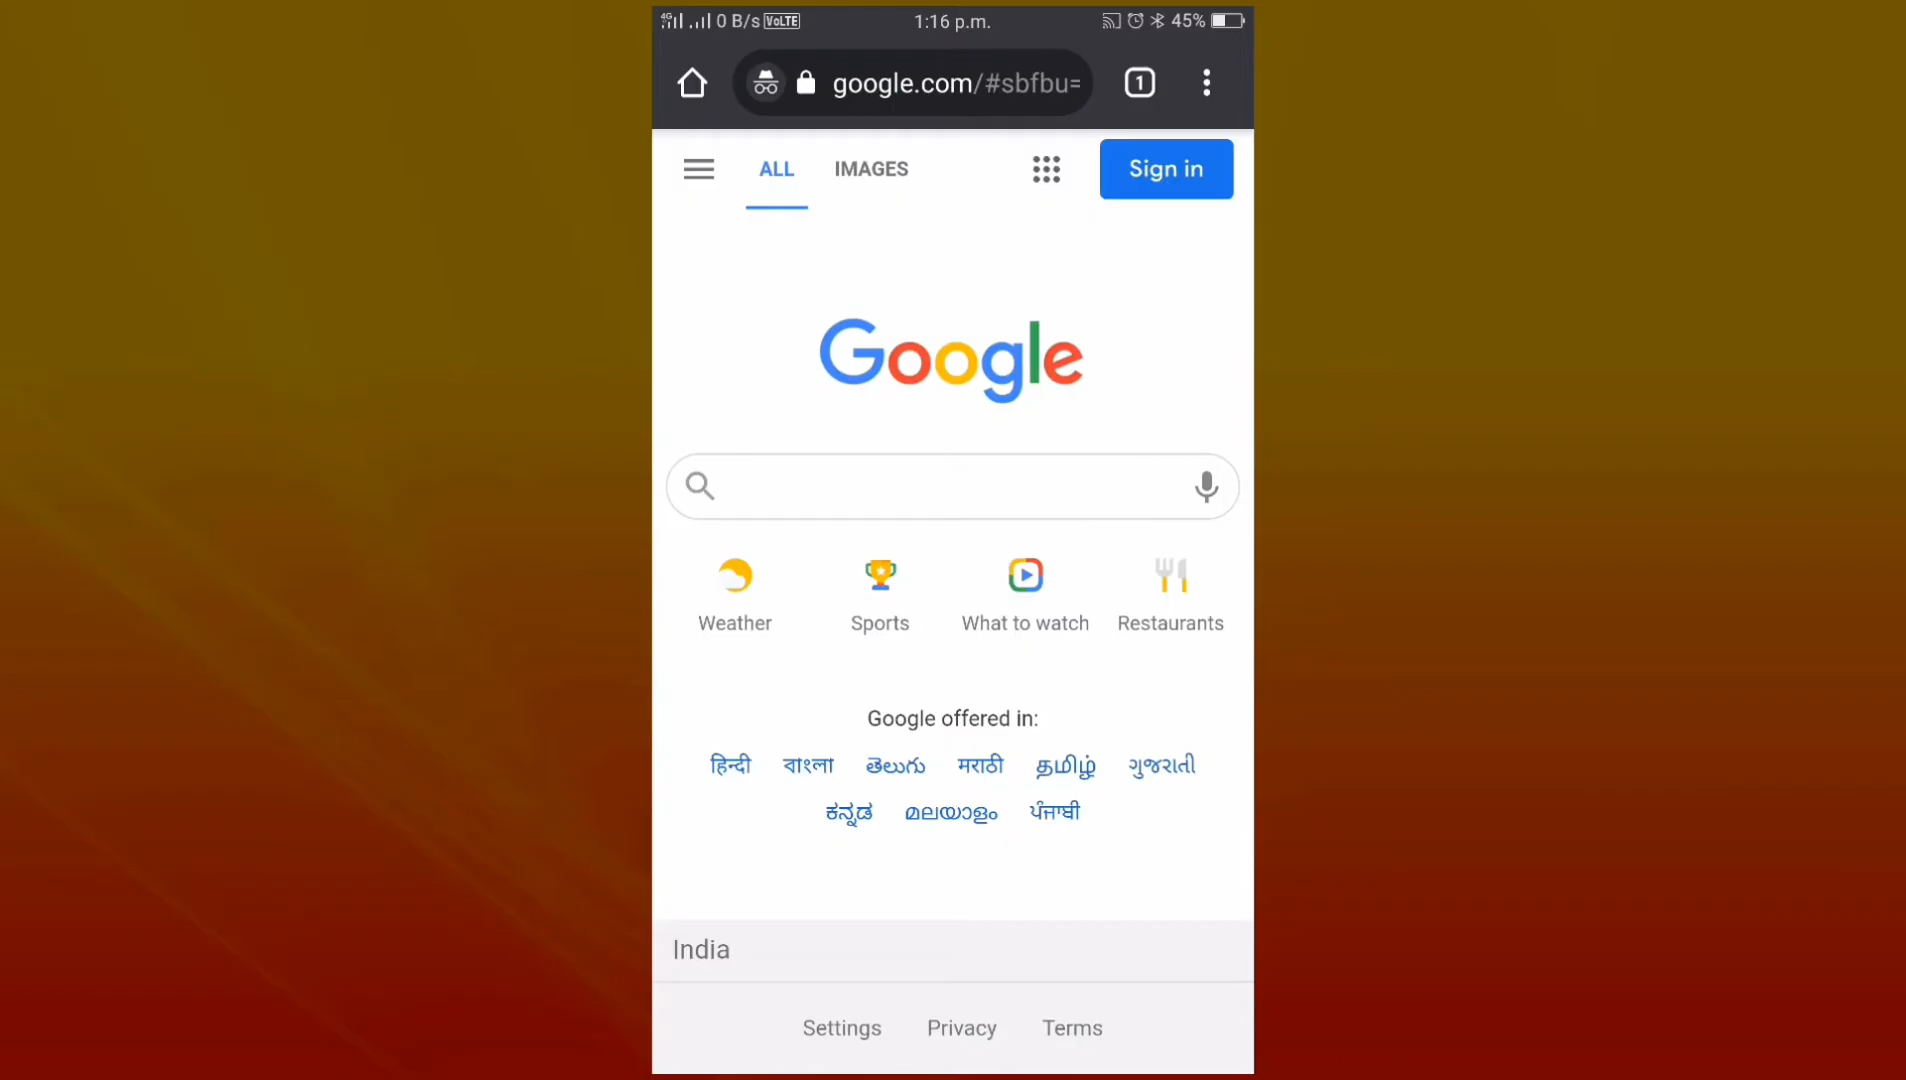 4G 0 B/s VoLTE 1:16 p.m. 45%
google.com/#sbfbu= 1
ALL IMAGES Sign in
Google
Weather Sports What to watch Restaurants
Google offered in:
हिन्दी বাংলা తెలుగు मराठी தமிழ் ગુજરાતી
ಕನ್ನಡ മലയാളം ਪੰਜਾਬੀ
India
Settings Privacy Terms